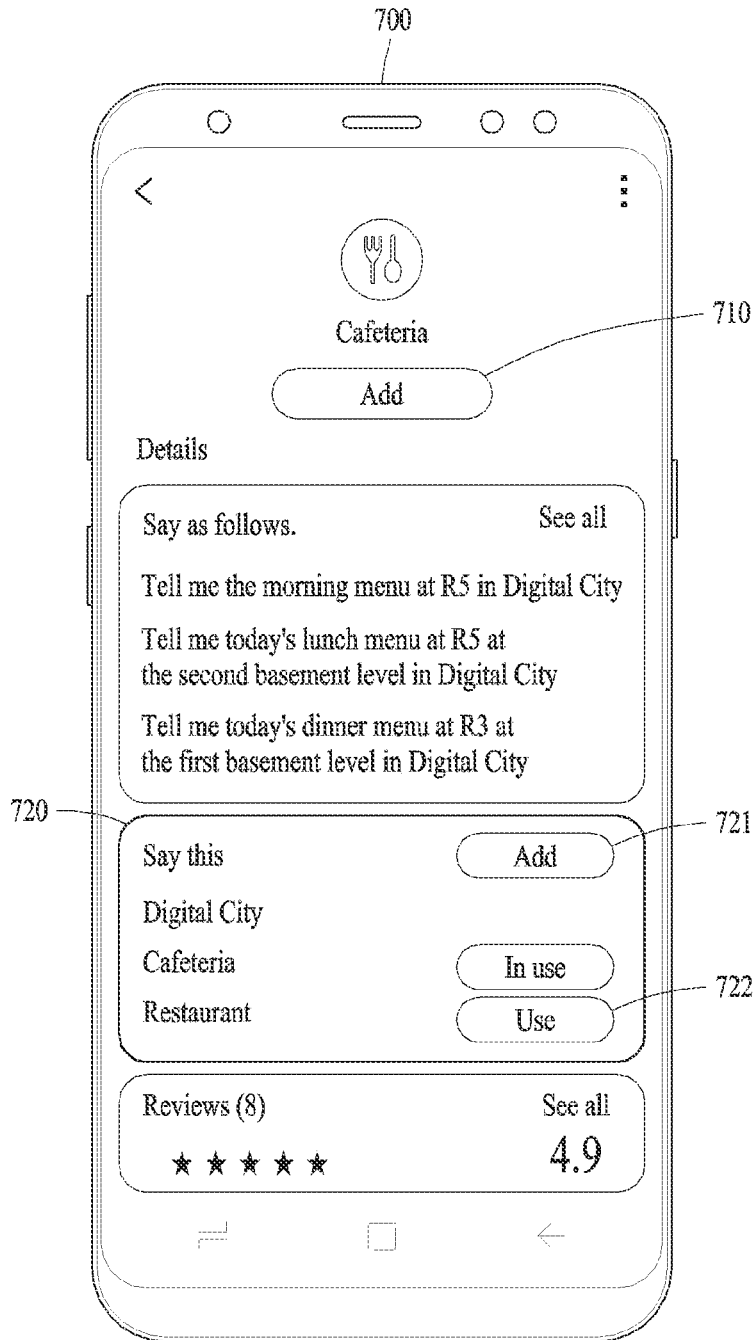 700
Cafeteria
710
Add
Details
Say as follows. See all
Tell me the morning menu at R5 in Digital City
Tell me today's lunch menu at R5 at
the second basement level in Digital City
Tell me today's dinner menu at R3 at
the first basement level in Digital City
720
Say this Add
721
Digital City
Cafeteria In use
Restaurant Use
722
Reviews (8) See all
4.9